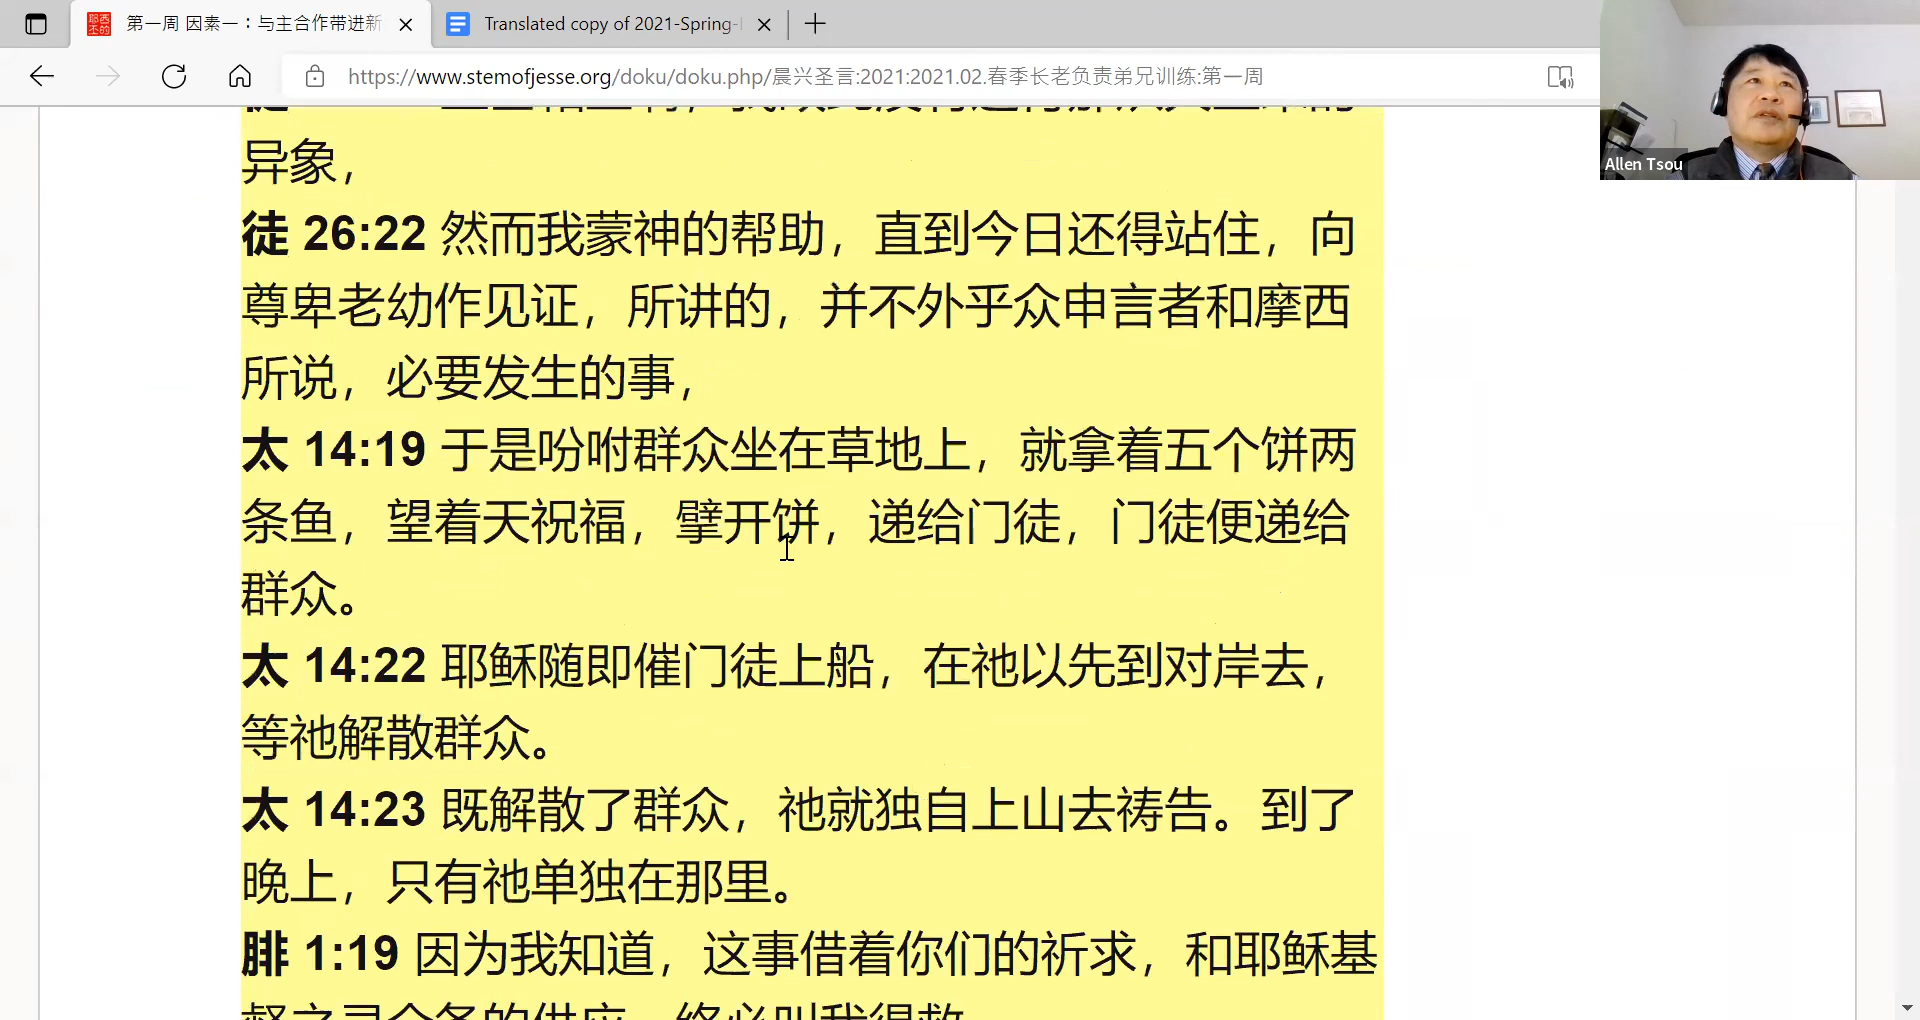 第一周 因素一：与主合作带进新
Translated copy of 2021-Spring-
https://www.stemofjesse.org/doku/doku.php/晨兴圣言:2021:2021.02.春季长老负责弟兄训练:第一周
Allen Tsou
异象，
徒 26:22 然而我蒙神的帮助，直到今日还得站住，向
尊卑老幼作见证，所讲的，并不外乎众申言者和摩西
所说，必要发生的事，
太 14:19 于是吩咐群众坐在草地上，就拿着五个饼两
条鱼，望着天祝福，擘开饼，递给门徒，门徒便递给
群众。
太 14:22 耶稣随即催门徒上船，在祂以先到对岸去，
等祂解散群众。
太 14:23 既解散了群众，祂就独自上山去祷告。到了
晚上，只有祂单独在那里。
腓 1:19 因为我知道，这事借着你们的祈求，和耶稣基